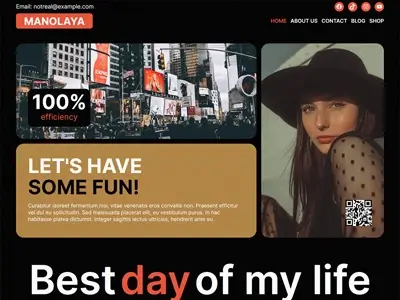 Email: notreal@example.com
MANOLAYA
HOME ABOUT US CONTACT BLOG SHOP
100%
efficiency
LET'S HAVE
SOME FUN!
Curabitur doreet fermentum nisi, vitae venenatis eros convallis non. Praesent efficitur
vel dui eu sollicitudin. Sed malesuada placerat elit, eu vestibulum purus. In hac
habitasse platea dictumst. Integer sagittis lectus ultricies, hendrerit ante eu.
Best day of my life